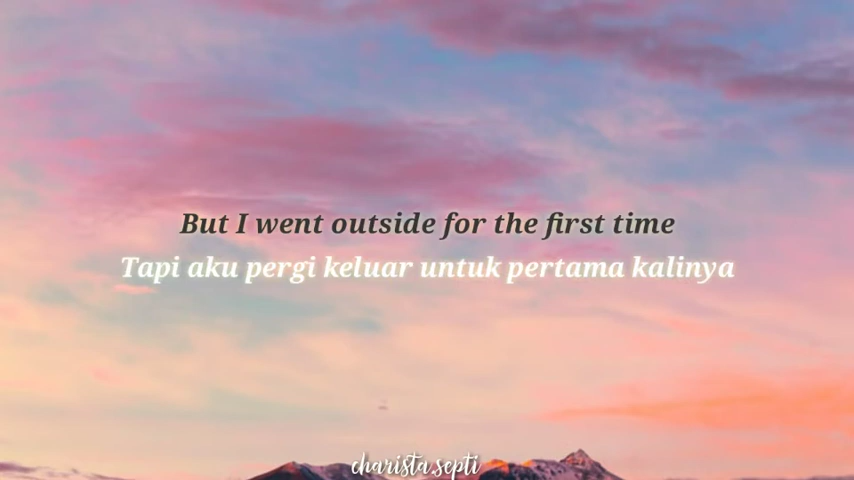 But I went outside for the first time
Tapi aku pergi keluar untuk pertama kalinya
charista.septi